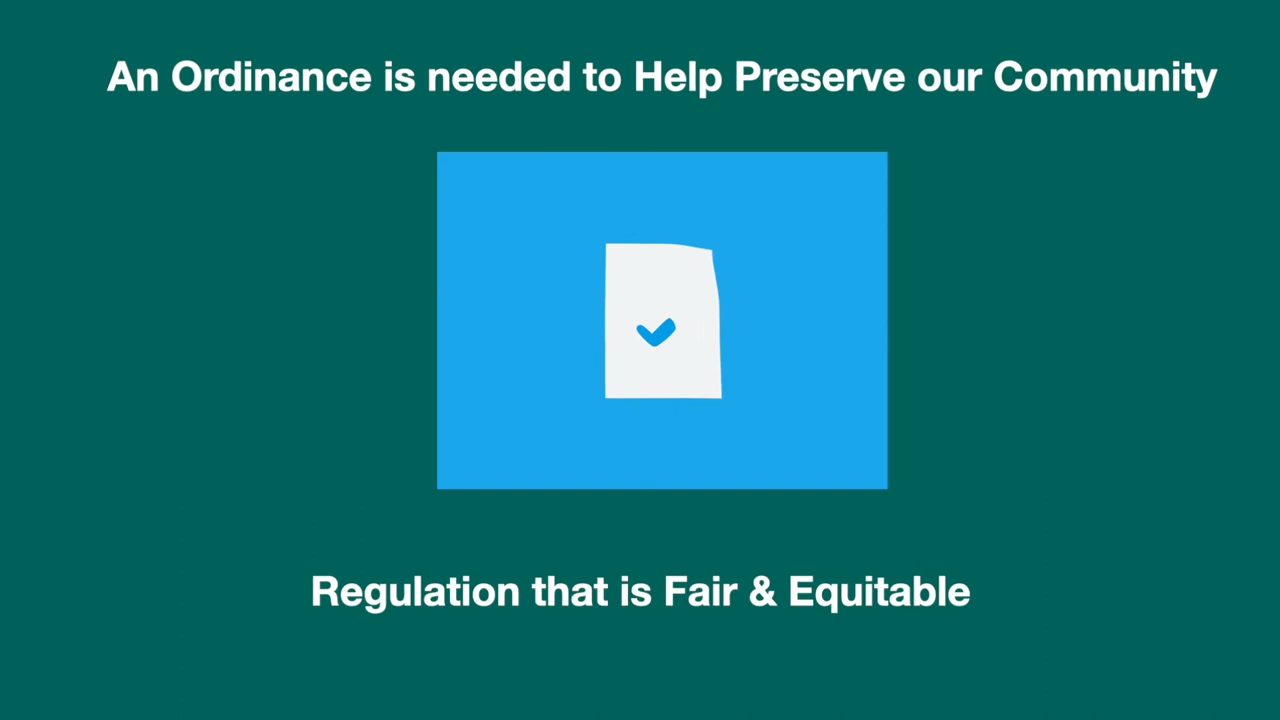 An Ordinance is needed to Help Preserve our Community
Regulation that is Fair & Equitable